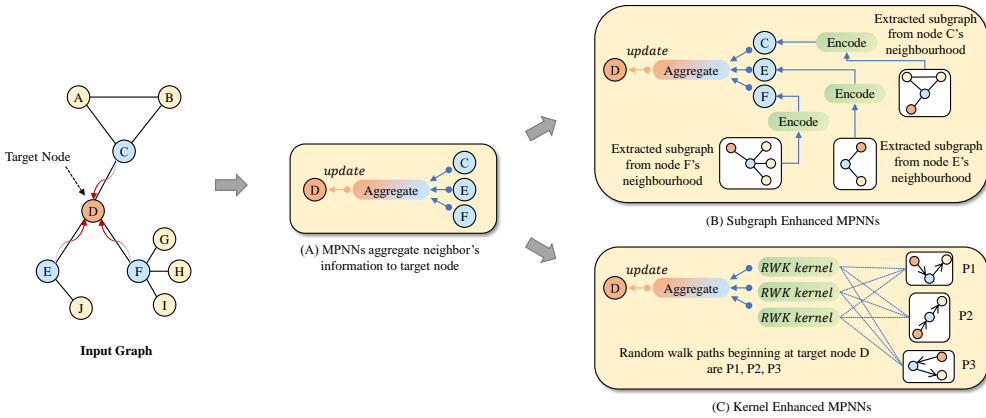 A
B
C
Target Node
D
E
F
G
H
I
J
Input Graph
update
D
Aggregate
C
E
F
(A) MPNNs aggregate neighbor's
information to target node
update
D
Aggregate
C
E
F
Encode
Encode
Encode
Extracted subgraph
from node C's
neighbourhood
Extracted subgraph
from node F's
neighbourhood
Extracted subgraph
from node E's
neighbourhood
(B) Subgraph Enhanced MPNNs
update
D
Aggregate
RWK kernel
RWK kernel
RWK kernel
P1
P2
P3
Random walk paths beginning at target node D
are P1, P2, P3
(C) Kernel Enhanced MPNNs